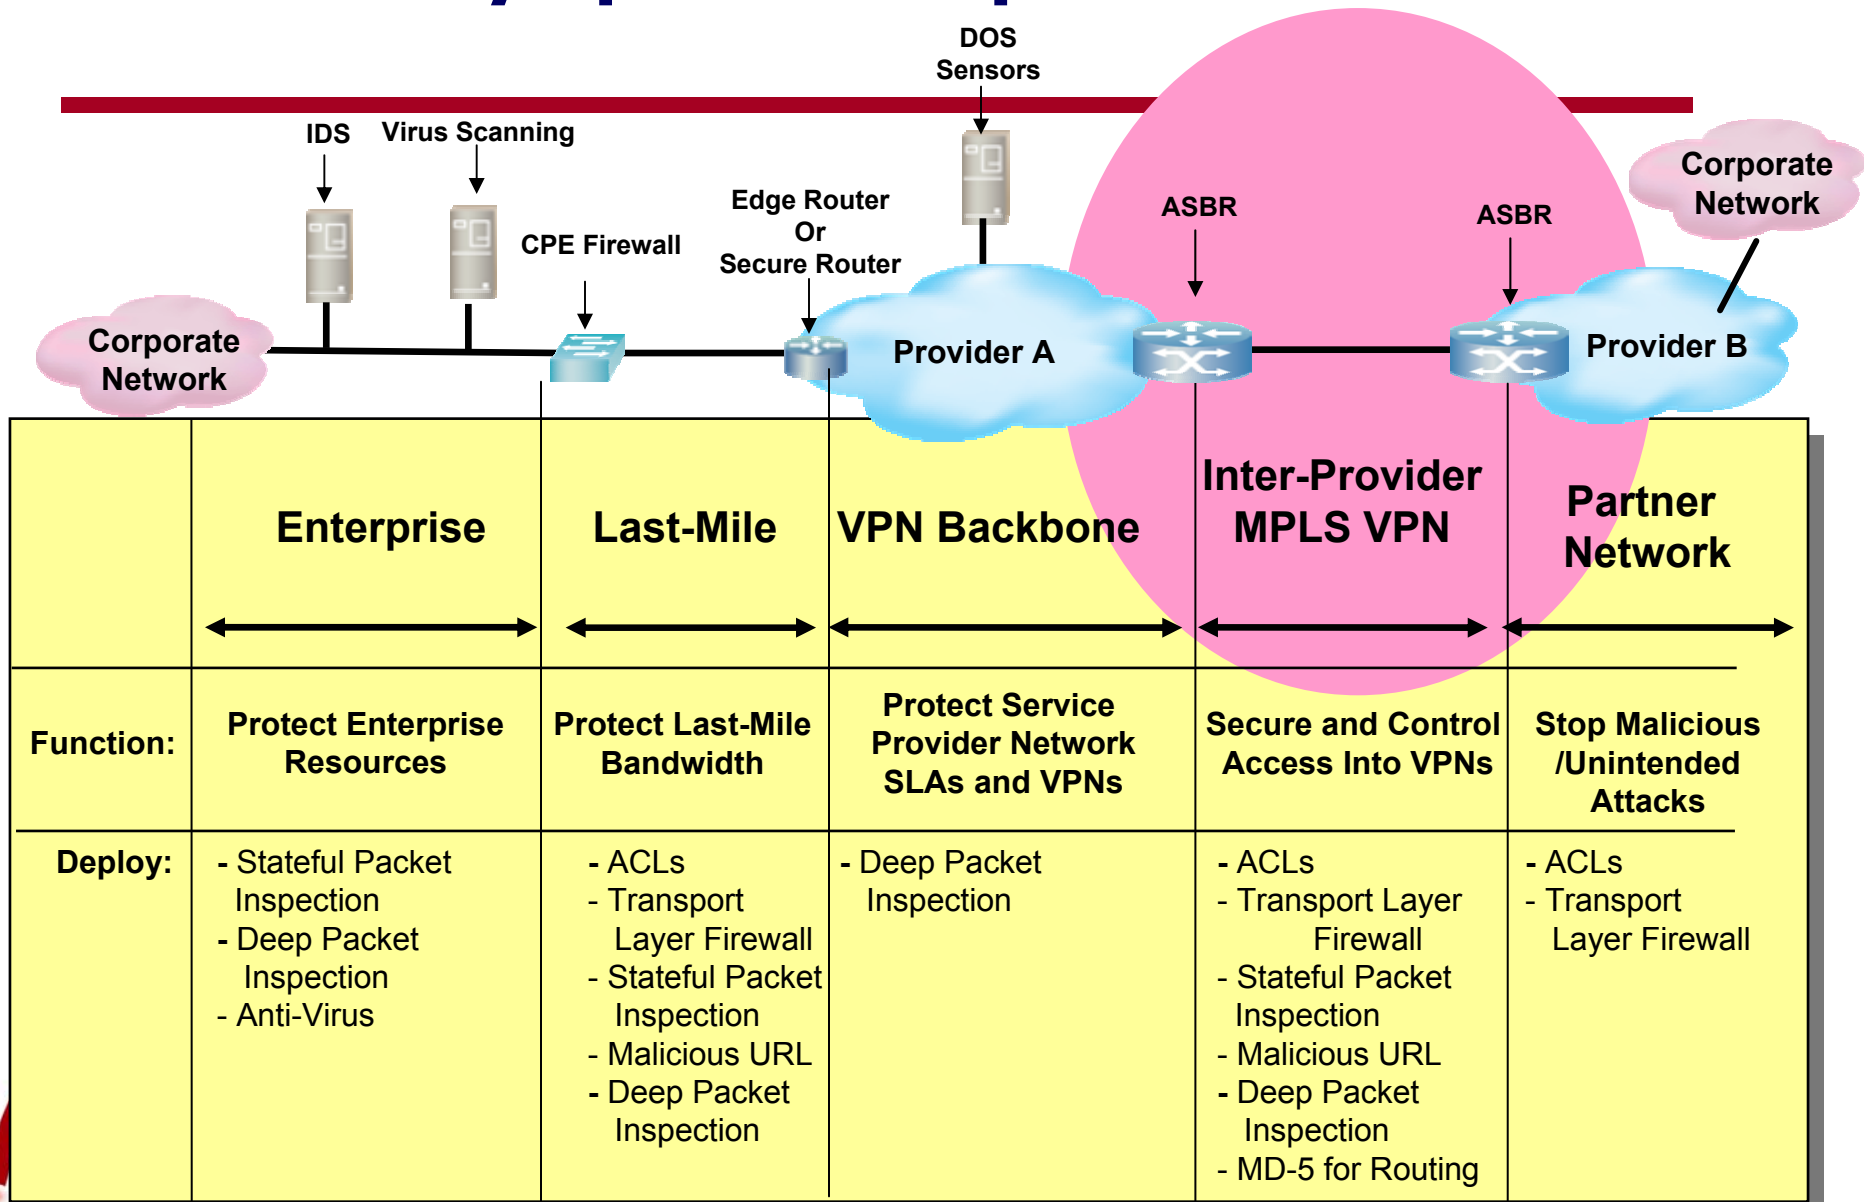 DOS
Sensors
IDS
Virus Scanning
CPE Firewall
Edge Router
Or
Secure Router
ASBR
ASBR
Corporate
Network
Corporate
Network
Provider A
Provider B
Enterprise
Last-Mile
VPN Backbone
Inter-Provider
MPLS VPN
Partner
Network
Function:
Protect Enterprise
Resources
Protect Last-Mile
Bandwidth
Protect Service
Provider Network
SLAs and VPNs
Secure and Control
Access Into VPNs
Stop Malicious
/Unintended
Attacks
Deploy:
- Stateful Packet
Inspection
- Deep Packet
Inspection
- Anti-Virus
- ACLs
- Transport
Layer Firewall
- Stateful Packet
Inspection
- Malicious URL
- Deep Packet
Inspection
- Deep Packet
Inspection
- ACLs
- Transport Layer
Firewall
- Stateful Packet
Inspection
- Malicious URL
- Deep Packet
Inspection
- MD-5 for Routing
- ACLs
- Transport
Layer Firewall